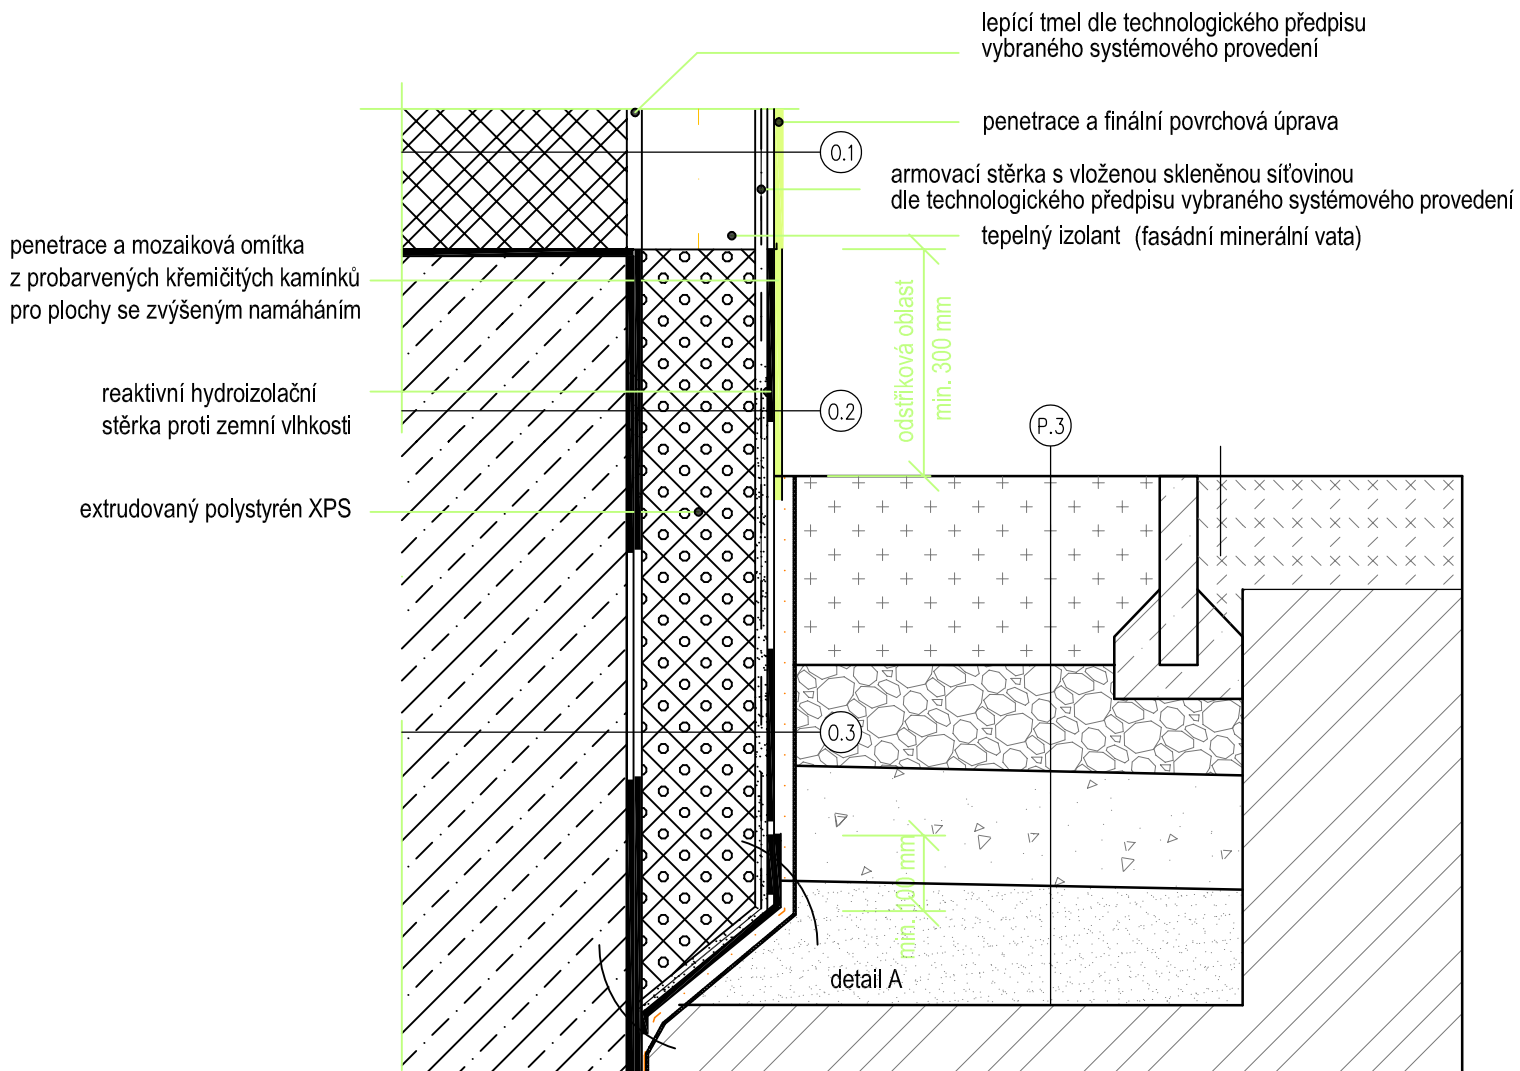 lepící tmel dle technologického předpisu
vybraného systémového provedení
penetrace a finální povrchová úprava
0.1
armovací stěrka s vloženou skleněnou síťovinou
dle technologického předpisu vybraného systémového provedení
tepelný izolant (fasádní minerální vata)
penetrace a mozaiková omítka
z probarvených křemičitých kamínků
pro plochy se zvýšeným namáháním
odstřiková oblast
min. 300 mm
reaktivní hydroizolační
stěrka proti zemní vlhkosti
0.2
P.3
extrudovaný polystyrén XPS
0.3
min. 100 mm
detail A